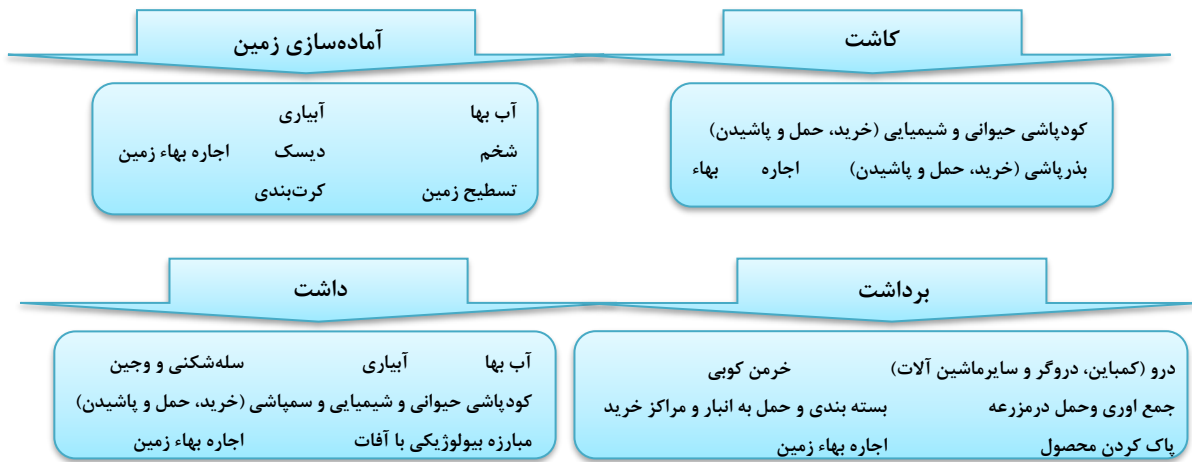 آماده‌سازی زمین
آب بها آبیاری
شخم دیسک اجاره بهاء زمین
تسطیح زمین کرت‌بندی
کاشت
کودپاشی حیوانی و شیمیایی (خرید، حمل و پاشیدن)
بذرپاشی (خرید، حمل و پاشیدن) اجاره بهاء
داشت
آب بها آبیاری سله‌شکنی و وجین
کودپاشی حیوانی و شیمیایی و سمپاشی (خرید، حمل و پاشیدن)
مبارزه بیولوژیکی با آفات اجاره بهاء زمین
برداشت
درو (کمباین، دروگر و سایرماشین آلات) خرمن کوبی
جمع اوری وحمل درمزرعه بسته بندی و حمل به انبار و مراکز خرید
پاک کردن محصول اجاره بهاء زمین